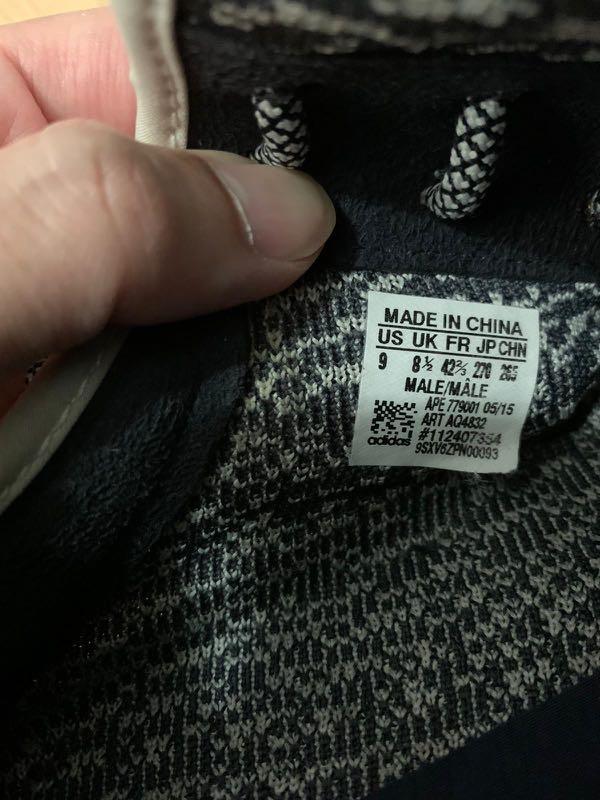 MADE IN CHINA
US UK FR JP CHN
9 8½ 42⅔ 270 265
MALE/MÂLE
APE 779001 05/15
ART AQ4832
adidas #112407354
9SXV6ZPN00093